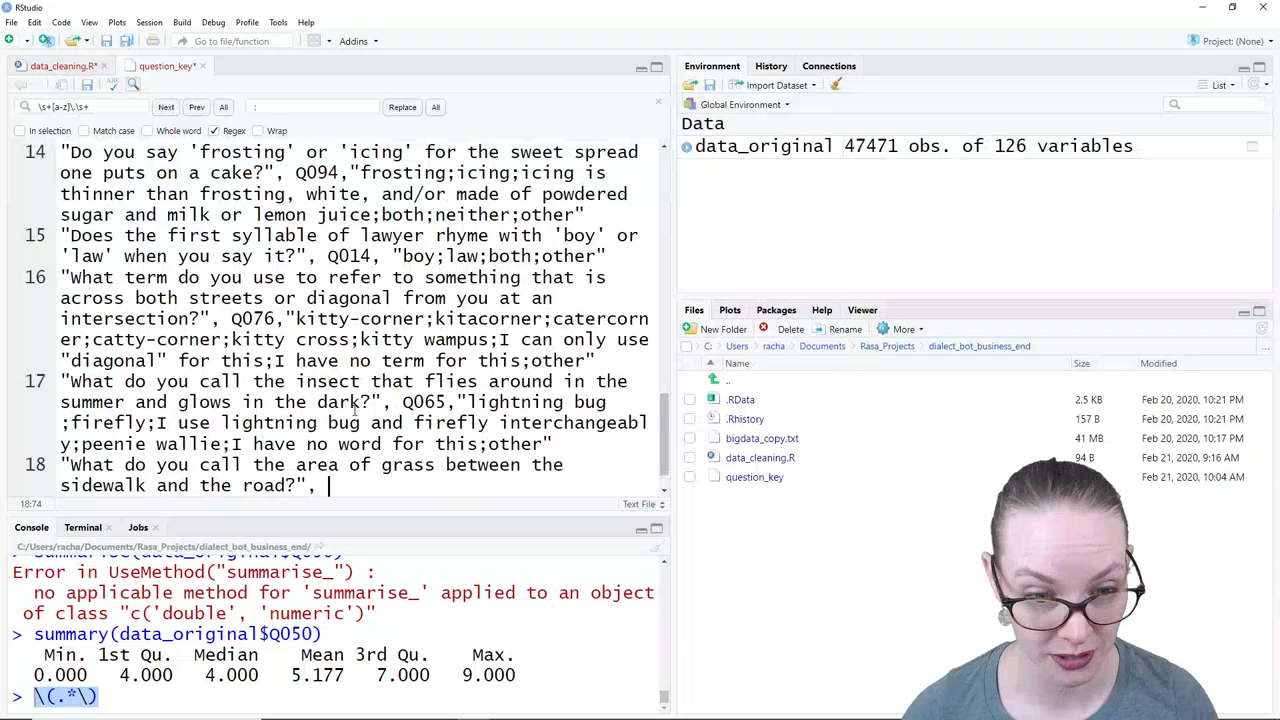 RStudio
File Edit Code View Plots Session Build Debug Profile Tools Help
Go to file/function Addins Project: (None)
data_cleaning.R* question_key*
\s+[a-z]\.\s+ Next Prev All : Replace All
In selection Match case Whole word Regex Wrap
14 "Do you say 'frosting' or 'icing' for the sweet spread
one puts on a cake?", Q094,"frosting;icing;icing is
thinner than frosting, white, and/or made of powdered
sugar and milk or lemon juice;both;neither;other"
15 "Does the first syllable of lawyer rhyme with 'boy' or
'law' when you say it?", Q014, "boy;law;both;other"
16 "What term do you use to refer to something that is
across both streets or diagonal from you at an
intersection?", Q076,"kitty-corner;kitacorner;catercorn
er;catty-corner;kitty cross;kitty wampus;I can only use
"diagonal" for this;I have no term for this;other"
17 "What do you call the insect that flies around in the
summer and glows in the dark?", Q065,"lightning bug
;firefly;I use lightning bug and firefly interchangeabl
y;peenie wallie;I have no word for this;other"
18 "What do you call the area of grass between the
sidewalk and the road?",
18:74 Text File
Console Terminal Jobs
C:/Users/racha/Documents/Rasa_Projects/dialect_bot_business_end/
Error in UseMethod("summarise_") :
no applicable method for 'summarise_' applied to an object
of class "c('double', 'numeric')"
> summary(data_original$Q050)
Min. 1st Qu. Median Mean 3rd Qu. Max.
0.000 4.000 4.000 5.177 7.000 9.000
> \(.*\)
Environment History Connections
Import Dataset List
Global Environment
Data
data_original 47471 obs. of 126 variables
Files Plots Packages Help Viewer
New Folder Delete Rename More
C: Users racha Documents Rasa_Projects dialect_bot_business_end
Name Size Modified
..
.RData 2.5 KB Feb 20, 2020, 10:21 PM
.Rhistory 157 B Feb 20, 2020, 10:21 PM
bigdata_copy.txt 41 MB Feb 20, 2020, 10:17 PM
data_cleaning.R 94 B Feb 21, 2020, 9:16 AM
question_key Feb 21, 2020, 10:04 AM